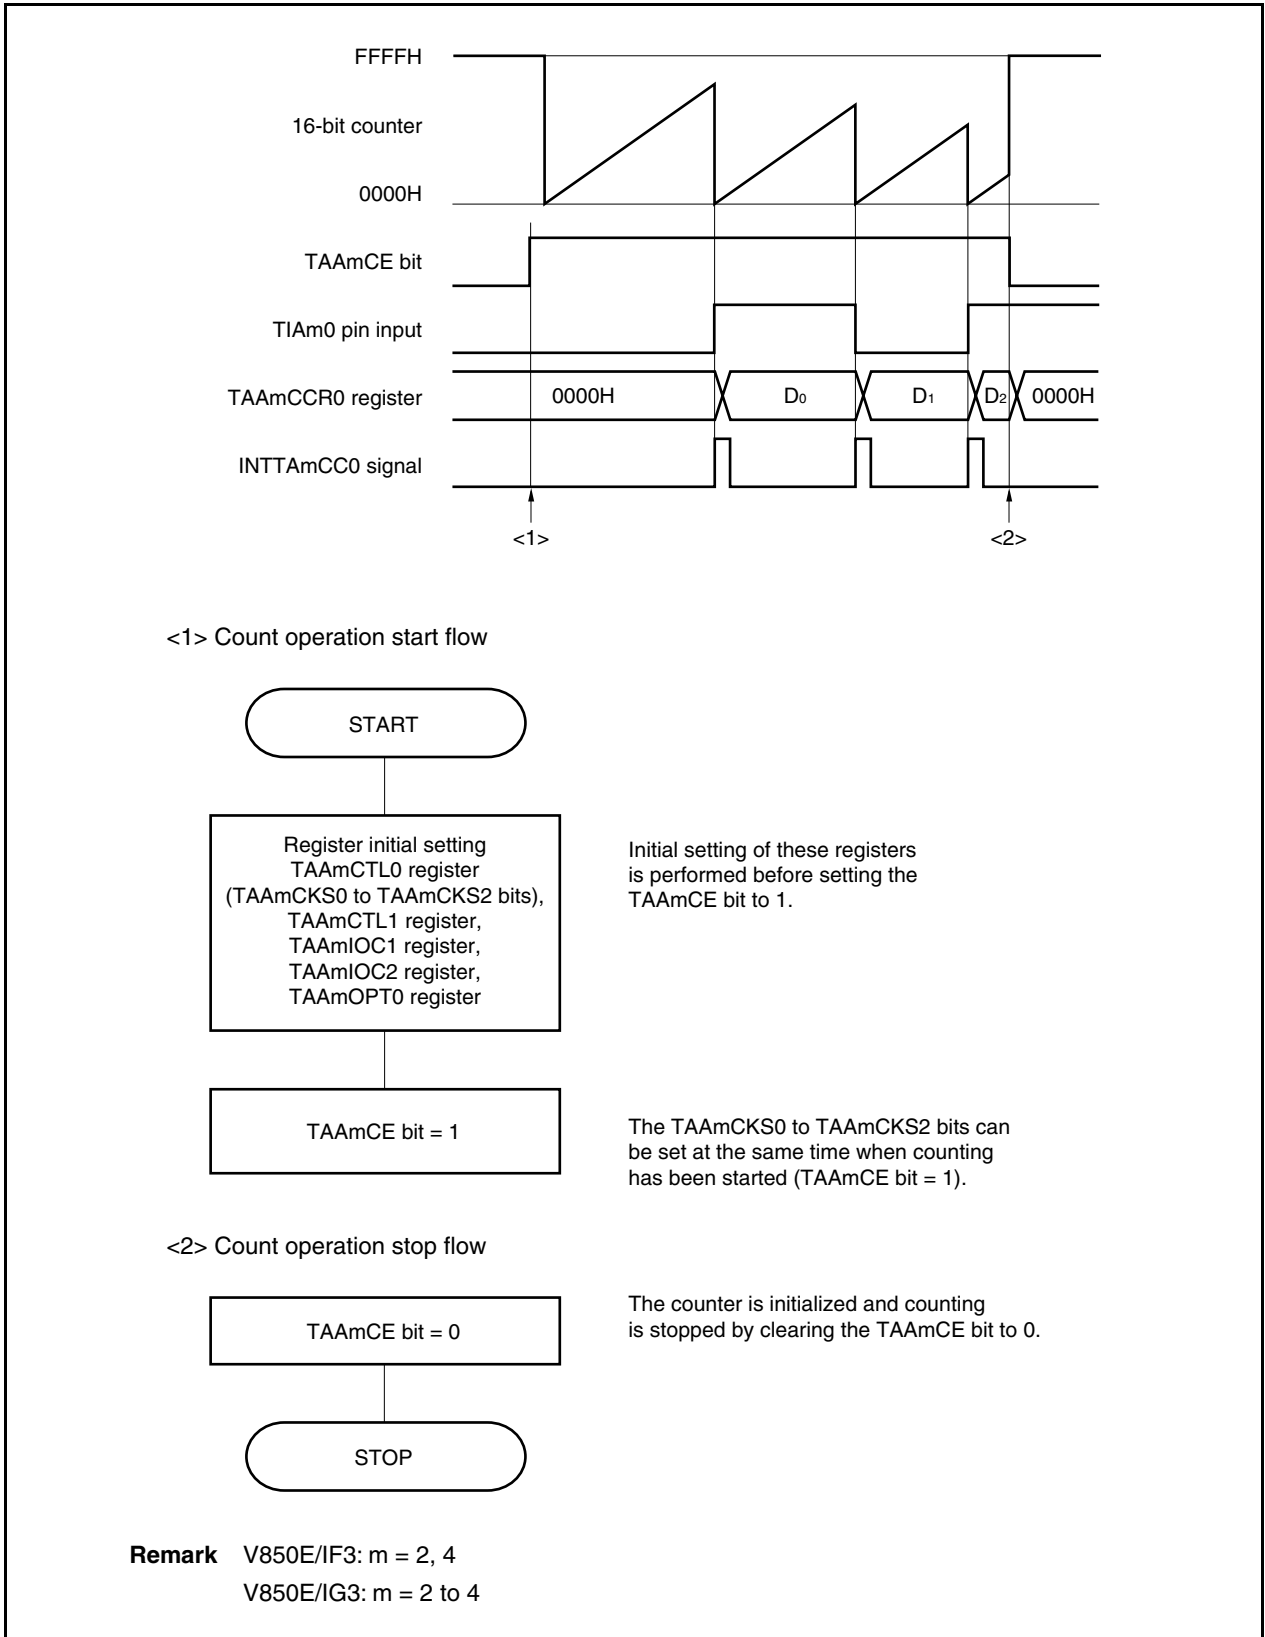 FFFFH
16-bit counter
0000H
TAAmCE bit
TIAm0 pin input
TAAmCCR0 register
0000H D0 D1 D2 0000H
INTTAmCC0 signal
<1> <2>
<1> Count operation start flow
START
Register initial setting
TAAmCTL0 register
(TAAmCKS0 to TAAmCKS2 bits),
TAAmCTL1 register,
TAAmIOC1 register,
TAAmIOC2 register,
TAAmOPT0 register
Initial setting of these registers
is performed before setting the
TAAmCE bit to 1.
TAAmCE bit = 1
The TAAmCKS0 to TAAmCKS2 bits can
be set at the same time when counting
has been started (TAAmCE bit = 1).
<2> Count operation stop flow
TAAmCE bit = 0
The counter is initialized and counting
is stopped by clearing the TAAmCE bit to 0.
STOP
Remark V850E/IF3: m = 2, 4
V850E/IG3: m = 2 to 4